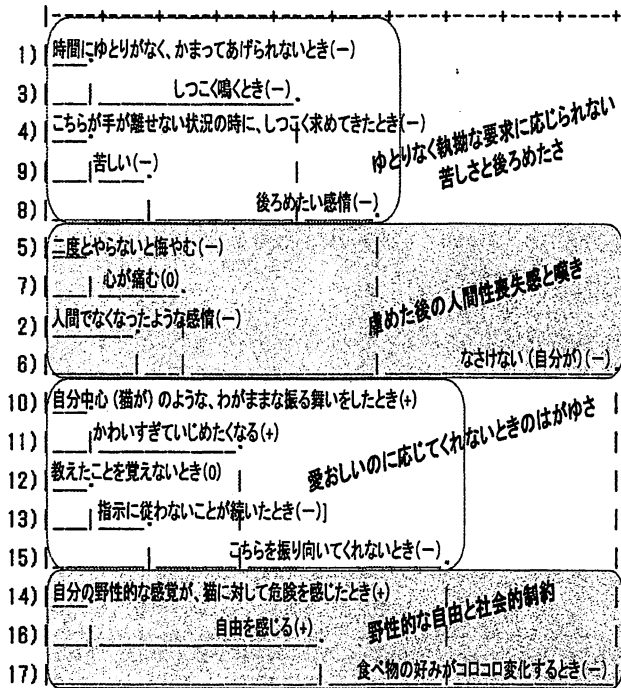 1) 時間にゆとりがなく、かまってあげられないとき(−)
3) しつこく鳴くとき(−)
4) こちらが手が離せない状況の時に、しつこく求めてきたとき(−)
9) 苦しい(−)
8) 後ろめたい感情(−)
ゆとりなく執拗な要求に応じられない
苦しさと後ろめたさ
5) 二度とやらないと悔やむ(−)
7) 心が痛む(0)
2) 人間でなくなったような感情(−)
6) なさけない(自分が)(−)
虐めた後の人間性喪失感と嘆き
10) 自分中心(猫が)のような、わがままな振る舞いをしたとき(+)
11) かわいすぎていじめたくなる(+)
12) 教えたことを覚えないとき(0)
13) 指示に従わないことが続いたとき(−)]
15) こちらを振り向いてくれないとき(−)
愛おしいのに応じてくれないときのはがゆさ
14) 自分の野性的な感覚が、猫に対して危険を感じたとき(+)
16) 自由を感じる(+)
17) 食べ物の好みがコロコロ変化するとき(−)
野性的な自由と社会的制約